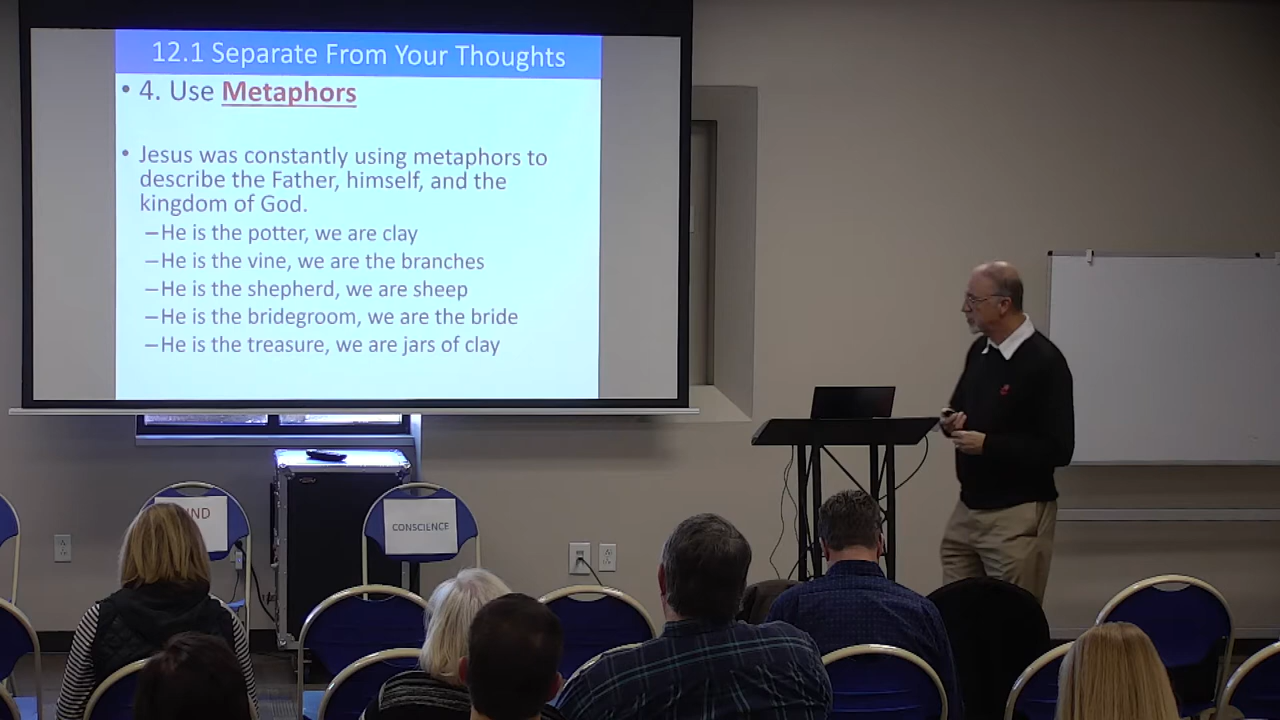 12.1 Separate From Your Thoughts
• 4. Use Metaphors
• Jesus was constantly using metaphors to
describe the Father, himself, and the
kingdom of God.
–He is the potter, we are clay
–He is the vine, we are the branches
–He is the shepherd, we are sheep
–He is the bridegroom, we are the bride
–He is the treasure, we are jars of clay
CONSCIENCE